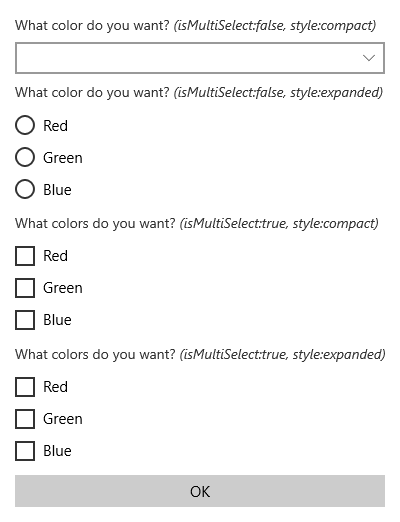 What color do you want? (isMultiSelect:false, style:compact)
What color do you want? (isMultiSelect:false, style:expanded)
Red
Green
Blue
What colors do you want? (isMultiSelect:true, style:compact)
Red
Green
Blue
What colors do you want? (isMultiSelect:true, style:expanded)
Red
Green
Blue
OK